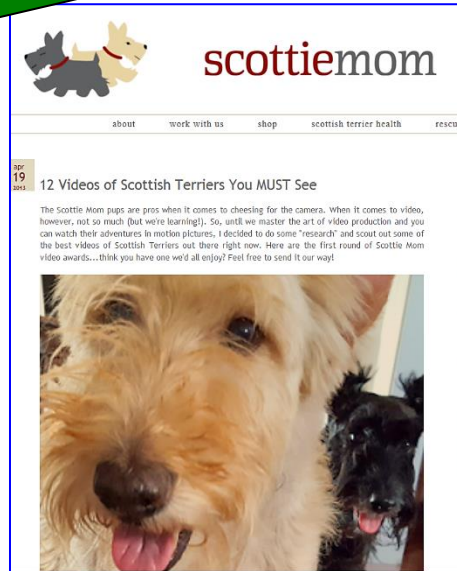 scottiemom
about work with us shop scottish terrier health rescu
apr
19
2013
12 Videos of Scottish Terriers You MUST See
The Scottie Mom pups are pros when it comes to cheesing for the camera. When it comes to video,
however, not so much (but we're learning!). So, until we master the art of video production and you
can watch their adventures in motion pictures, I decided to do some "research" and scout out some of
the best videos of Scottish Terriers out there right now. Here are the first round of Scottie Mom
video awards...think you have one we'd all enjoy? Feel free to send it our way!